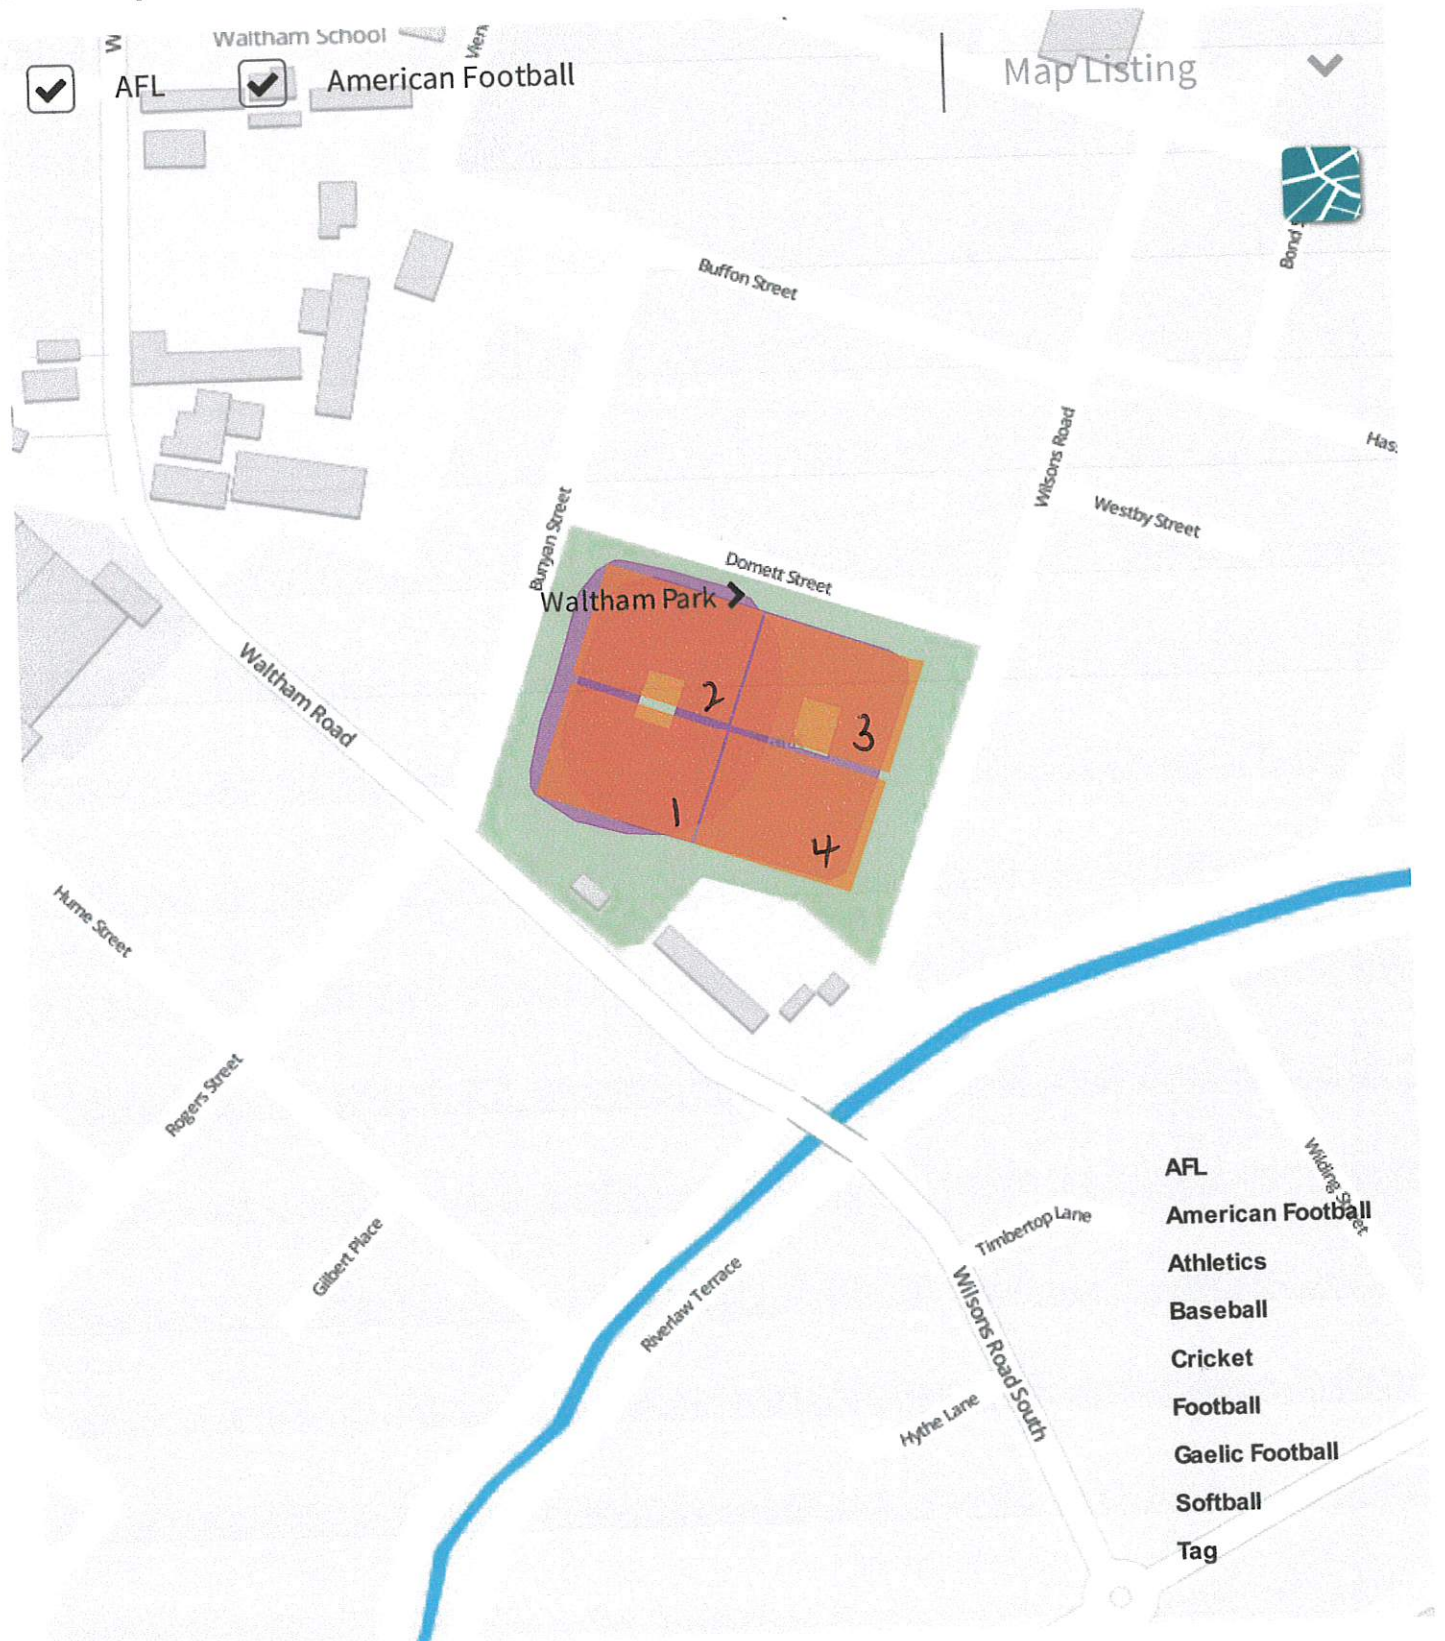 Waltham School
AFL
American Football
Map Listing
Buffon Street
Wilsons Road
Westby Street
Bunyan Street
Domett Street
Waltham Park
2
3
1
4
Waltham Road
Hume Street
Rogers Street
Gilbert Place
Riverlaw Terrace
Timbertop Lane
Wilsons Road South
Hythe Lane
Wilding Street
AFL
American Football
Athletics
Baseball
Cricket
Football
Gaelic Football
Softball
Tag